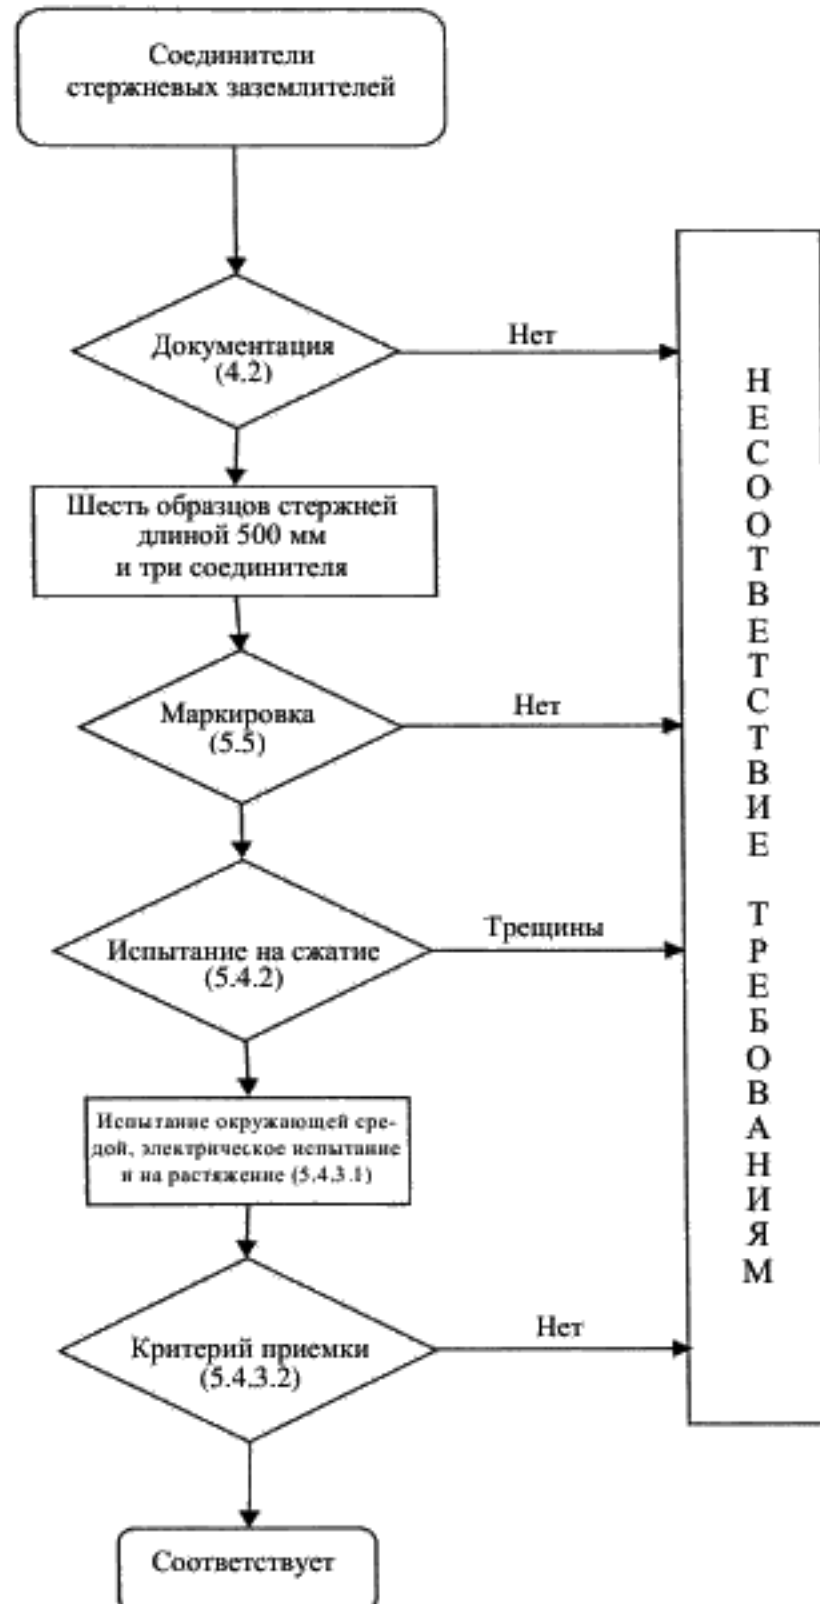 Соединители
стержневых заземлителей
Документация
(4.2)
Нет
Шесть образцов стержней
длиной 500 мм
и три соединителя
Маркировка
(5.5)
Нет
Испытание на сжатие
(5.4.2)
Трещины
Испытание окружающей сре-
дой, электрическое испытание
и на растяжение (5.4.3.1)
Критерий приемки
(5.4.3.2)
Нет
Соответствует
НЕСООТВЕТСТВИЕ ТРЕБОВАНИЯМ